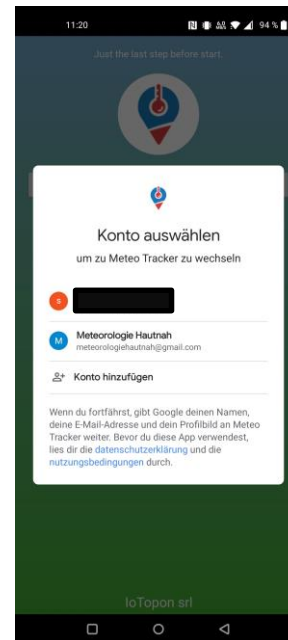 11:20
94 %
Just the last step before start.
Konto auswählen
um zu Meteo Tracker zu wechseln
s
M
Meteorologie Hautnah
meteorologiehautnah@gmail.com
Konto hinzufügen
Wenn du fortfährst, gibt Google deinen Namen,
deine E-Mail-Adresse und dein Profilbild an Meteo
Tracker weiter. Bevor du diese App verwendest,
lies dir die datenschutzerklärung und die
nutzungsbedingungen durch.
IoTopon srl